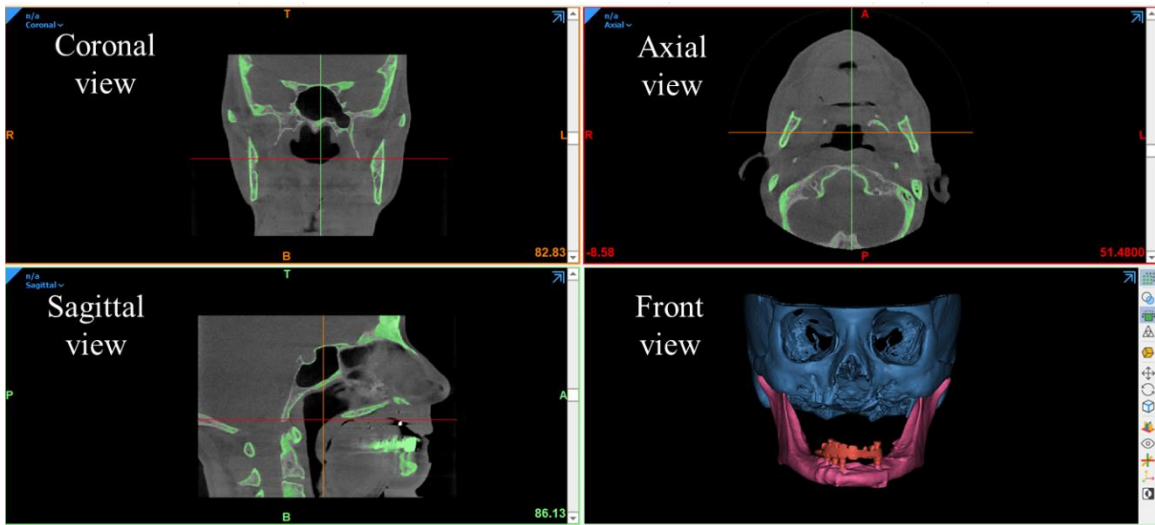 n/a
Coronal
T
Coronal
view
R
L
B
82.83
n/a
Axial
A
Axial
view
R
L
-8.58
P
51.4800
n/a
Sagittal
T
Sagittal
view
P
A
B
86.13
Front
view